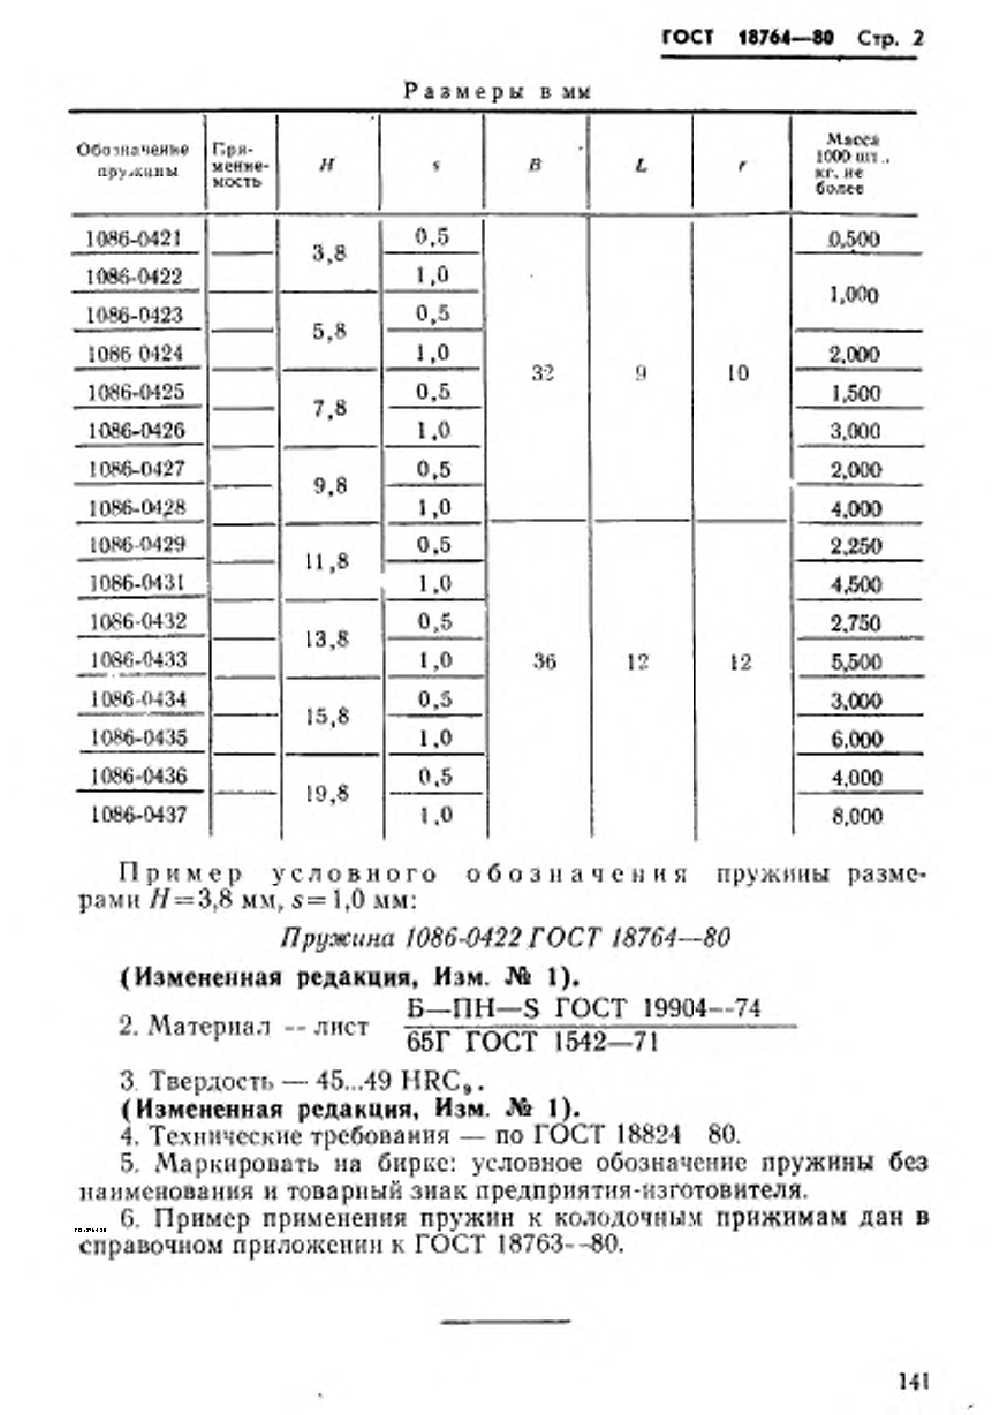 ГОСТ 18764—80 Стр. 2
Размеры в мм
Обозначение пружины | Применяемость | H | s | B | L | r | Масса 1000 шт., кг, не более
1086-0421 | | 3,8 | 0,5 | 32 | 9 | 10 | 0,500
1086-0422 | | | 1,0 | | | | 1,000
1086-0423 | | 5,8 | 0,5
1086-0424 | | | 1,0 | | | | 2,000
1086-0425 | | 7,8 | 0,5 | | | | 1,500
1086-0426 | | | 1,0 | | | | 3,000
1086-0427 | | 9,8 | 0,5 | | | | 2,000
1086-0428 | | | 1,0 | | | | 4,000
1086-0429 | | 11,8 | 0,5 | 36 | 12 | 12 | 2,250
1086-0431 | | | 1,0 | | | | 4,500
1086-0432 | | 13,8 | 0,5 | | | | 2,750
1086-0433 | | | 1,0 | | | | 5,500
1086-0434 | | 15,8 | 0,5 | | | | 3,000
1086-0435 | | | 1,0 | | | | 6,000
1086-0436 | | 19,8 | 0,5 | | | | 4,000
1086-0437 | | | 1,0 | | | | 8,000
Пример условного обозначения пружины разме-
рами H=3,8 мм, s=1,0 мм:
Пружина 1086-0422 ГОСТ 18764—80
(Измененная редакция, Изм. № 1).
2. Материал — лист
Б—ПН—S ГОСТ 19904—74
65Г ГОСТ 1542—71
3. Твердость — 45...49 HRCэ.
(Измененная редакция, Изм. № 1).
4. Технические требования — по ГОСТ 18824 80.
5. Маркировать на бирке: условное обозначение пружины без
наименования и товарный знак предприятия-изготовителя.
6. Пример применения пружин к колодочным прижимам дан в
справочном приложении к ГОСТ 18763—80.
141